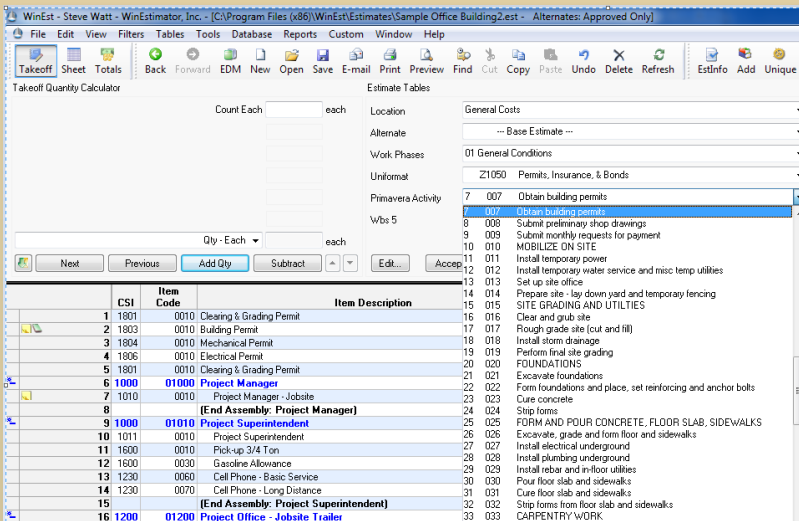 WinEst - Steve Watt - WinEstimator, Inc. - [C:\Program Files (x86)\WinEst\Estimates\Sample Office Building2.est - Alternates: Approved Only]
File Edit View Filters Tables Tools Database Reports Custom Window Help
Takeoff Sheet Totals Back Forward EDM New Open Save E-mail Print Preview Find Cut Copy Paste Undo Delete Refresh EstInfo Add Unique
Takeoff Quantity Calculator
Count Each each
Qty - Each each
Next Previous Add Qty Subtract
Estimate Tables
Location General Costs
Alternate --- Base Estimate ---
Work Phases 01 General Conditions
Uniformat Z1050 Permits, Insurance, & Bonds
Primavera Activity 7 007 Obtain building permits
Wbs 5
Edit... Accep
7 007 Obtain building permits
8 008 Submit preliminary shop drawings
9 009 Submit monthly requests for payment
10 010 MOBILIZE ON SITE
11 011 Install temporary power
12 012 Install temporary water service and misc temp utilities
13 013 Set up site office
14 014 Prepare site - lay down yard and temporary fencing
15 015 SITE GRADING AND UTILTIES
16 016 Clear and grub site
17 017 Rough grade site (cut and fill)
18 018 Install storm drainage
19 019 Perform final site grading
20 020 FOUNDATIONS
21 021 Excavate foundations
22 022 Form foundations and place, set reinforcing and anchor bolts
23 023 Cure concrete
24 024 Strip forms
25 025 FORM AND POUR CONCRETE, FLOOR SLAB, SIDEWALKS
26 026 Excavate, grade and form floor and sidewalks
27 027 Install electrical underground
28 028 Install plumbing underground
29 029 Install rebar and in-floor utilities
30 030 Pour floor slab and sidewalks
31 031 Cure floor slab and sidewalks
32 032 Strip forms from floor slab and sidewalks
33 033 CARPENTRY WORK
CSI Item Code Item Description
1 1801 0010 Clearing & Grading Permit
2 1803 0010 Building Permit
3 1804 0010 Mechanical Permit
4 1806 0010 Electrical Permit
5 1801 0010 Clearing & Grading Permit
6 1000 01000 Project Manager
7 1010 0010 Project Manager - Jobsite
8 (End Assembly: Project Manager)
9 1000 01010 Project Superintendent
10 1011 0010 Project Superintendent
11 1600 0010 Pick-up 3/4 Ton
12 1600 0030 Gasoline Allowance
13 1230 0060 Cell Phone - Basic Service
14 1230 0070 Cell Phone - Long Distance
15 (End Assembly: Project Superintendent)
16 1200 01200 Project Office - Jobsite Trailer